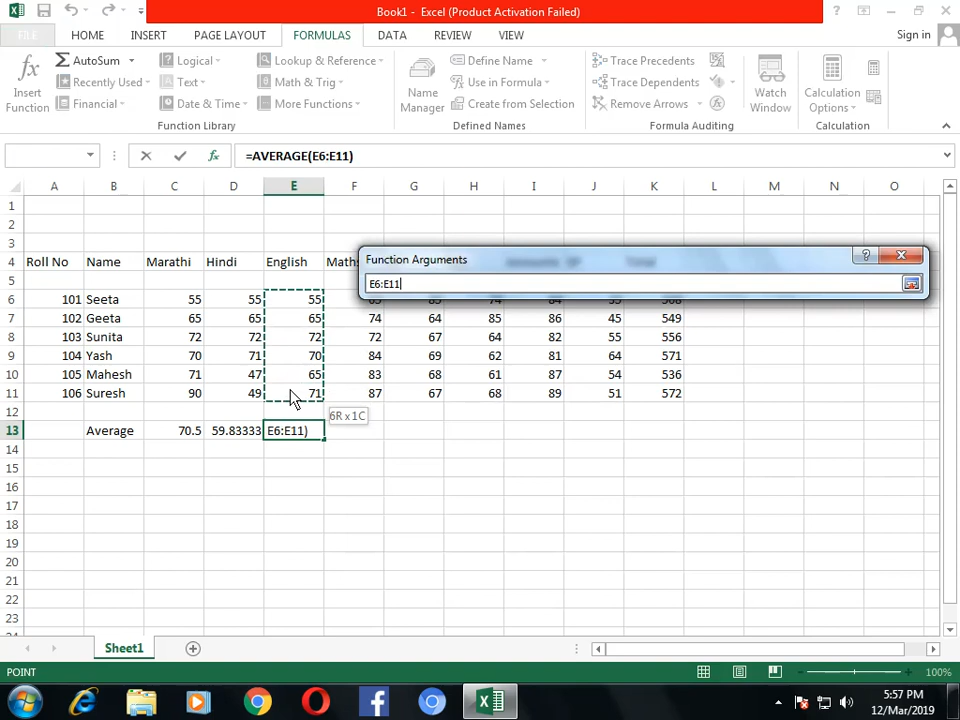 Book1 - Excel (Product Activation Failed)
FILE HOME INSERT PAGE LAYOUT FORMULAS DATA REVIEW VIEW Sign in
AutoSum Logical Lookup & Reference Define Name Trace Precedents
Recently Used Text Math & Trig Use in Formula Trace Dependents
Financial Date & Time More Functions Create from Selection Remove Arrows
Insert Function Name Manager Watch Window Calculation Options
Function Library Defined Names Formula Auditing Calculation
=AVERAGE(E6:E11)
A B C D E F G H I J K L M N O
1
2
3
4 Roll No Name Marathi Hindi English Maths Total
Function Arguments
E6:E11
5
6 101 Seeta 55 55 55
7 102 Geeta 65 65 65 74 64 85 86 45 549
8 103 Sunita 72 72 72 72 67 64 82 55 556
9 104 Yash 70 71 70 84 69 62 81 64 571
10 105 Mahesh 71 47 65 83 68 61 87 54 536
11 106 Suresh 90 49 71 87 67 68 89 51 572
12
6R x 1C
13 Average 70.5 59.83333 E6:E11)
14
15
16
17
18
19
20
21
22
23
Sheet1
POINT 100%
5:57 PM
12/Mar/2019